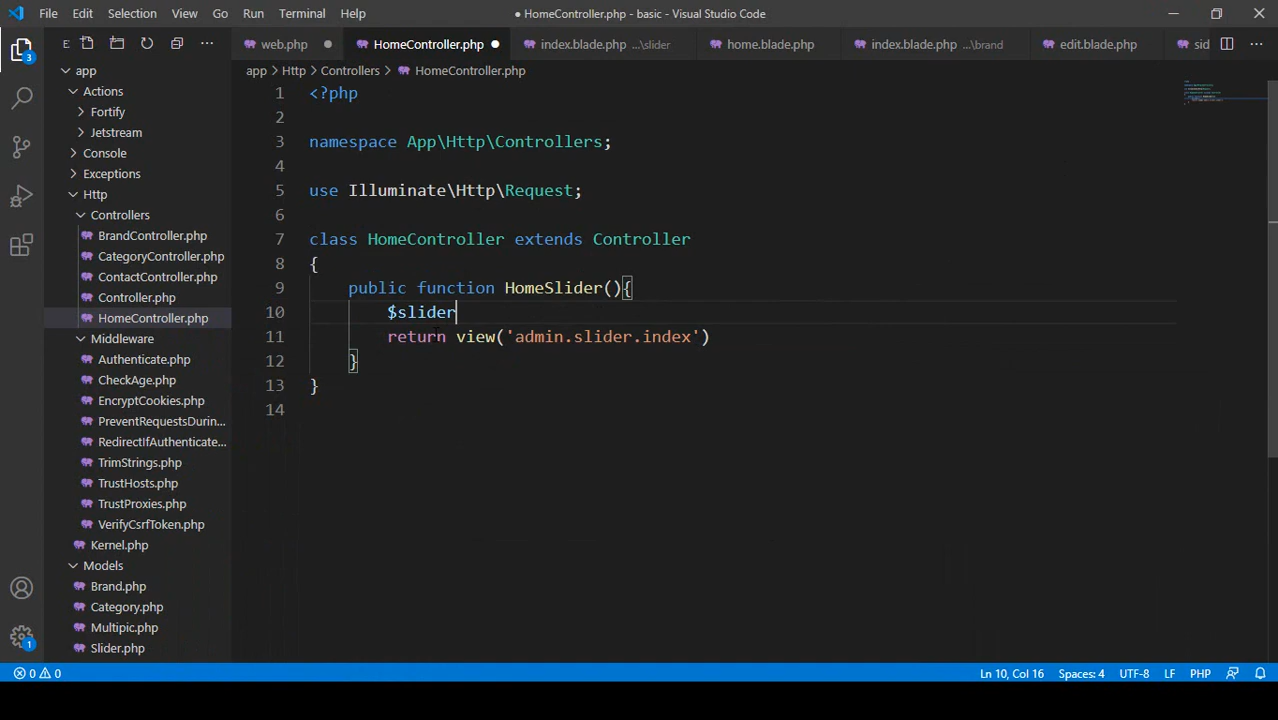 File Edit Selection View Go Run Terminal Help
● HomeController.php - basic - Visual Studio Code
E
web.php
HomeController.php
index.blade.php ...\slider
home.blade.php
index.blade.php ...\brand
edit.blade.php
sid
app > Http > Controllers > HomeController.php
3
app
Actions
Fortify
Jetstream
Console
Exceptions
Http
Controllers
BrandController.php
CategoryController.php
ContactController.php
Controller.php
HomeController.php
Middleware
Authenticate.php
CheckAge.php
EncryptCookies.php
PreventRequestsDurin...
RedirectIfAuthenticate...
TrimStrings.php
TrustHosts.php
TrustProxies.php
VerifyCsrfToken.php
Kernel.php
Models
Brand.php
Category.php
Multipic.php
Slider.php
1
1 <?php
2
3 namespace App\Http\Controllers;
4
5 use Illuminate\Http\Request;
6
7 class HomeController extends Controller
8 {
9 public function HomeSlider(){
10 $slider
11 return view('admin.slider.index')
12 }
13 }
14
0 0
Ln 10, Col 16 Spaces: 4 UTF-8 LF PHP